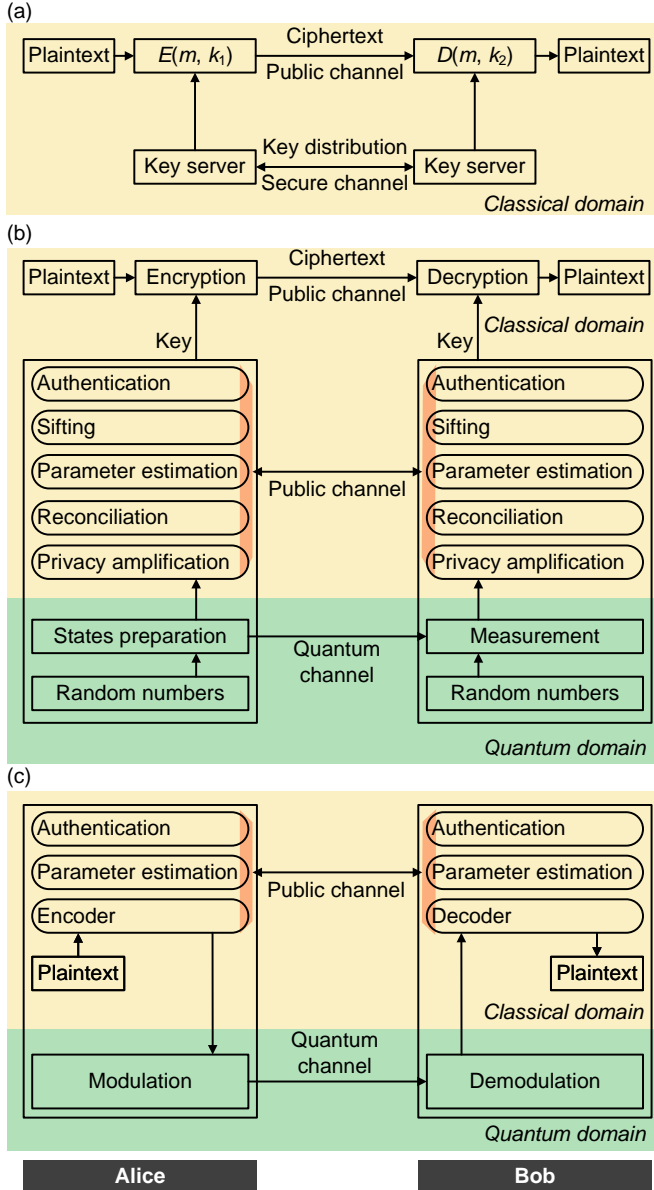 (a)
Plaintext
E(m, k1)
Ciphertext
Public channel
D(m, k2)
Plaintext
Key server
Key distribution
Secure channel
Key server
Classical domain
(b)
Plaintext
Encryption
Ciphertext
Public channel
Decryption
Plaintext
Classical domain
Key
Key
Authentication
Sifting
Parameter estimation
Reconciliation
Privacy amplification
Public channel
Authentication
Sifting
Parameter estimation
Reconciliation
Privacy amplification
States preparation
Random numbers
Quantum
channel
Measurement
Random numbers
Quantum domain
(c)
Authentication
Parameter estimation
Encoder
Plaintext
Public channel
Authentication
Parameter estimation
Decoder
Plaintext
Classical domain
Modulation
Quantum
channel
Demodulation
Quantum domain
Alice
Bob